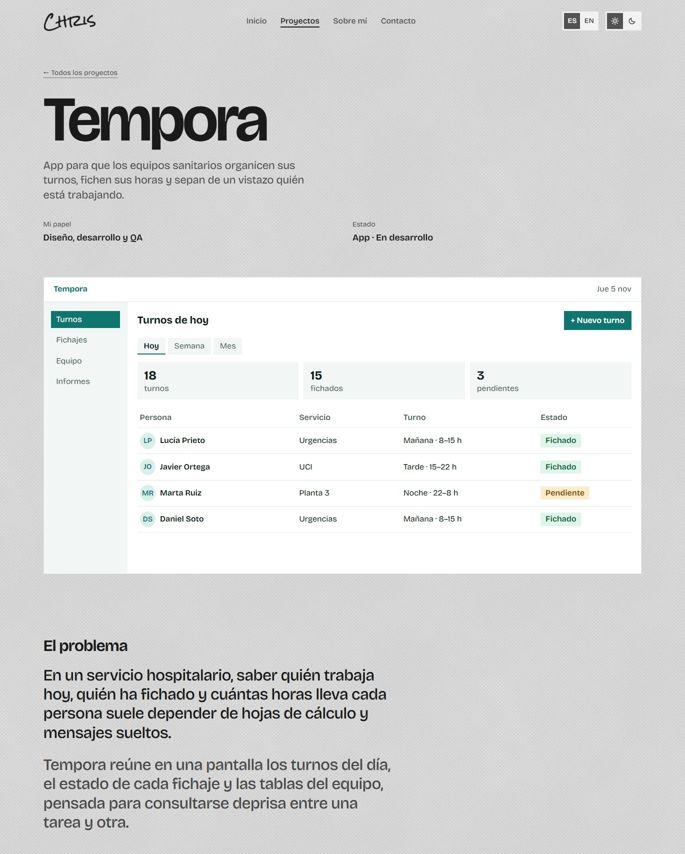 CHRIS
Inicio Proyectos Sobre mí Contacto
ES EN
← Todos los proyectos
Tempora
App para que los equipos sanitarios organicen sus
turnos, fichen sus horas y sepan de un vistazo quién
está trabajando.
Mi papel
Diseño, desarrollo y QA
Estado
App · En desarrollo
Tempora
Jue 5 nov
Turnos
Fichajes
Equipo
Informes
Turnos de hoy
+ Nuevo turno
Hoy Semana Mes
18
turnos
15
fichados
3
pendientes
Persona Servicio Turno Estado
LP Lucía Prieto Urgencias Mañana · 8–15 h Fichado
JO Javier Ortega UCI Tarde · 15–22 h Fichado
MR Marta Ruiz Planta 3 Noche · 22–8 h Pendiente
DS Daniel Soto Urgencias Mañana · 8–15 h Fichado
El problema
En un servicio hospitalario, saber quién trabaja
hoy, quién ha fichado y cuántas horas lleva cada
persona suele depender de hojas de cálculo y
mensajes sueltos.
Tempora reúne en una pantalla los turnos del día,
el estado de cada fichaje y las tablas del equipo,
pensada para consultarse deprisa entre una
tarea y otra.